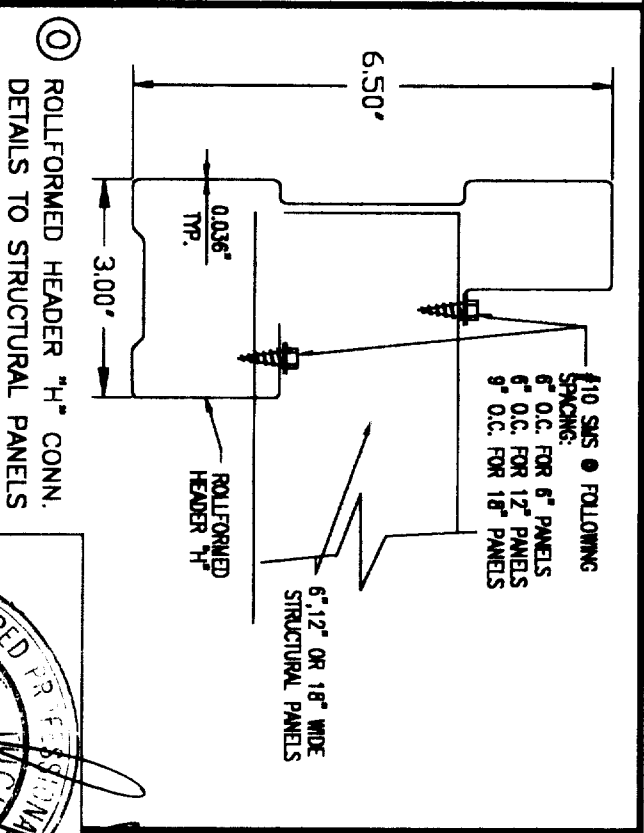 6.50"
#10 SMS @ FOLLOWING
SPACING:
6" O.C. FOR 6" PANELS
6" O.C. FOR 12" PANELS
9" O.C. FOR 18" PANELS
0.036"
TYP.
3.00"
6",12" OR 18" WIDE
STRUCTURAL PANELS
ROLLFORMED
HEADER "H"
O ROLLFORMED HEADER "H" CONN.
DETAILS TO STRUCTURAL PANELS